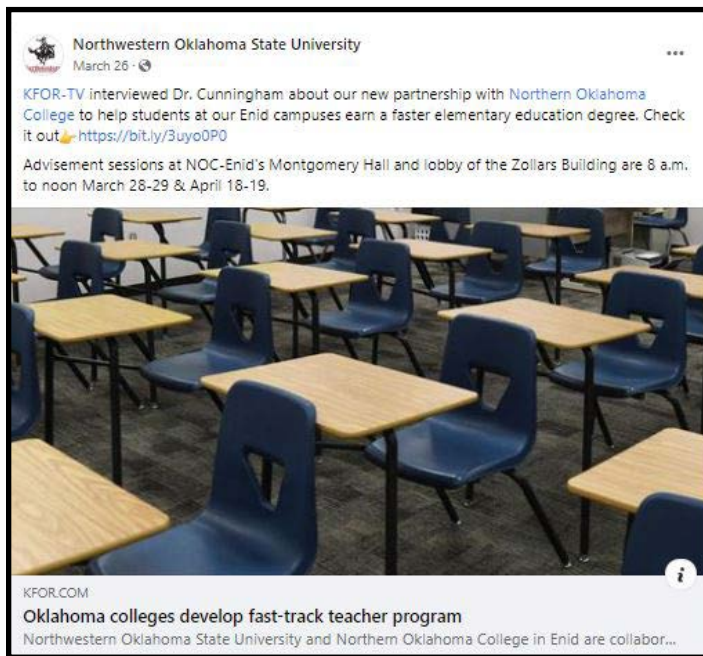 Northwestern Oklahoma State University
March 26 ·
KFOR-TV interviewed Dr. Cunningham about our new partnership with Northern Oklahoma
College to help students at our Enid campuses earn a faster elementary education degree. Check
it out👉https://bit.ly/3uyo0P0
Advisement sessions at NOC-Enid's Montgomery Hall and lobby of the Zollars Building are 8 a.m.
to noon March 28-29 & April 18-19.
KFOR.COM
Oklahoma colleges develop fast-track teacher program
Northwestern Oklahoma State University and Northern Oklahoma College in Enid are collabor...